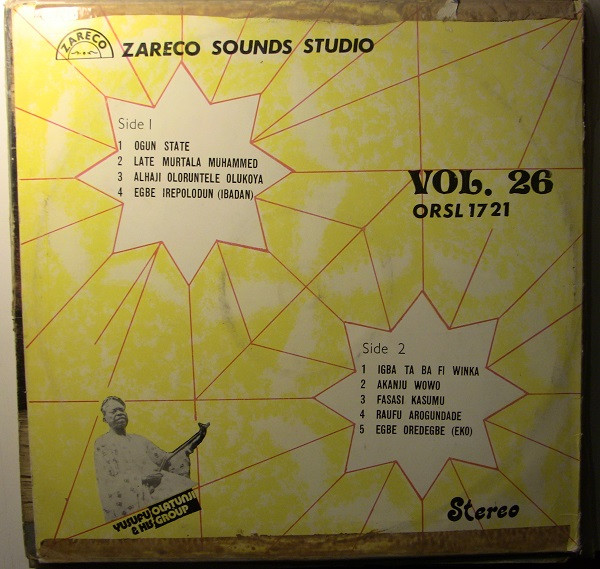 ZARECO
ZARECO SOUNDS STUDIO
Side 1
1 OGUN STATE
2 LATE MURTALA MUHAMMED
3 ALHAJI OLORUNTELE OLUKOYA
4 EGBE IREPOLODUN (IBADAN)
VOL. 26
ORSL 1721
Side 2
1 IGBA TA BA FI WINKA
2 AKANJU WOWO
3 FASASI KASUMU
4 RAUFU AROGUNDADE
5 EGBE OREDEGBE (EKO)
YUSUFU OLATUNJI
& HIS GROUP
Stereo